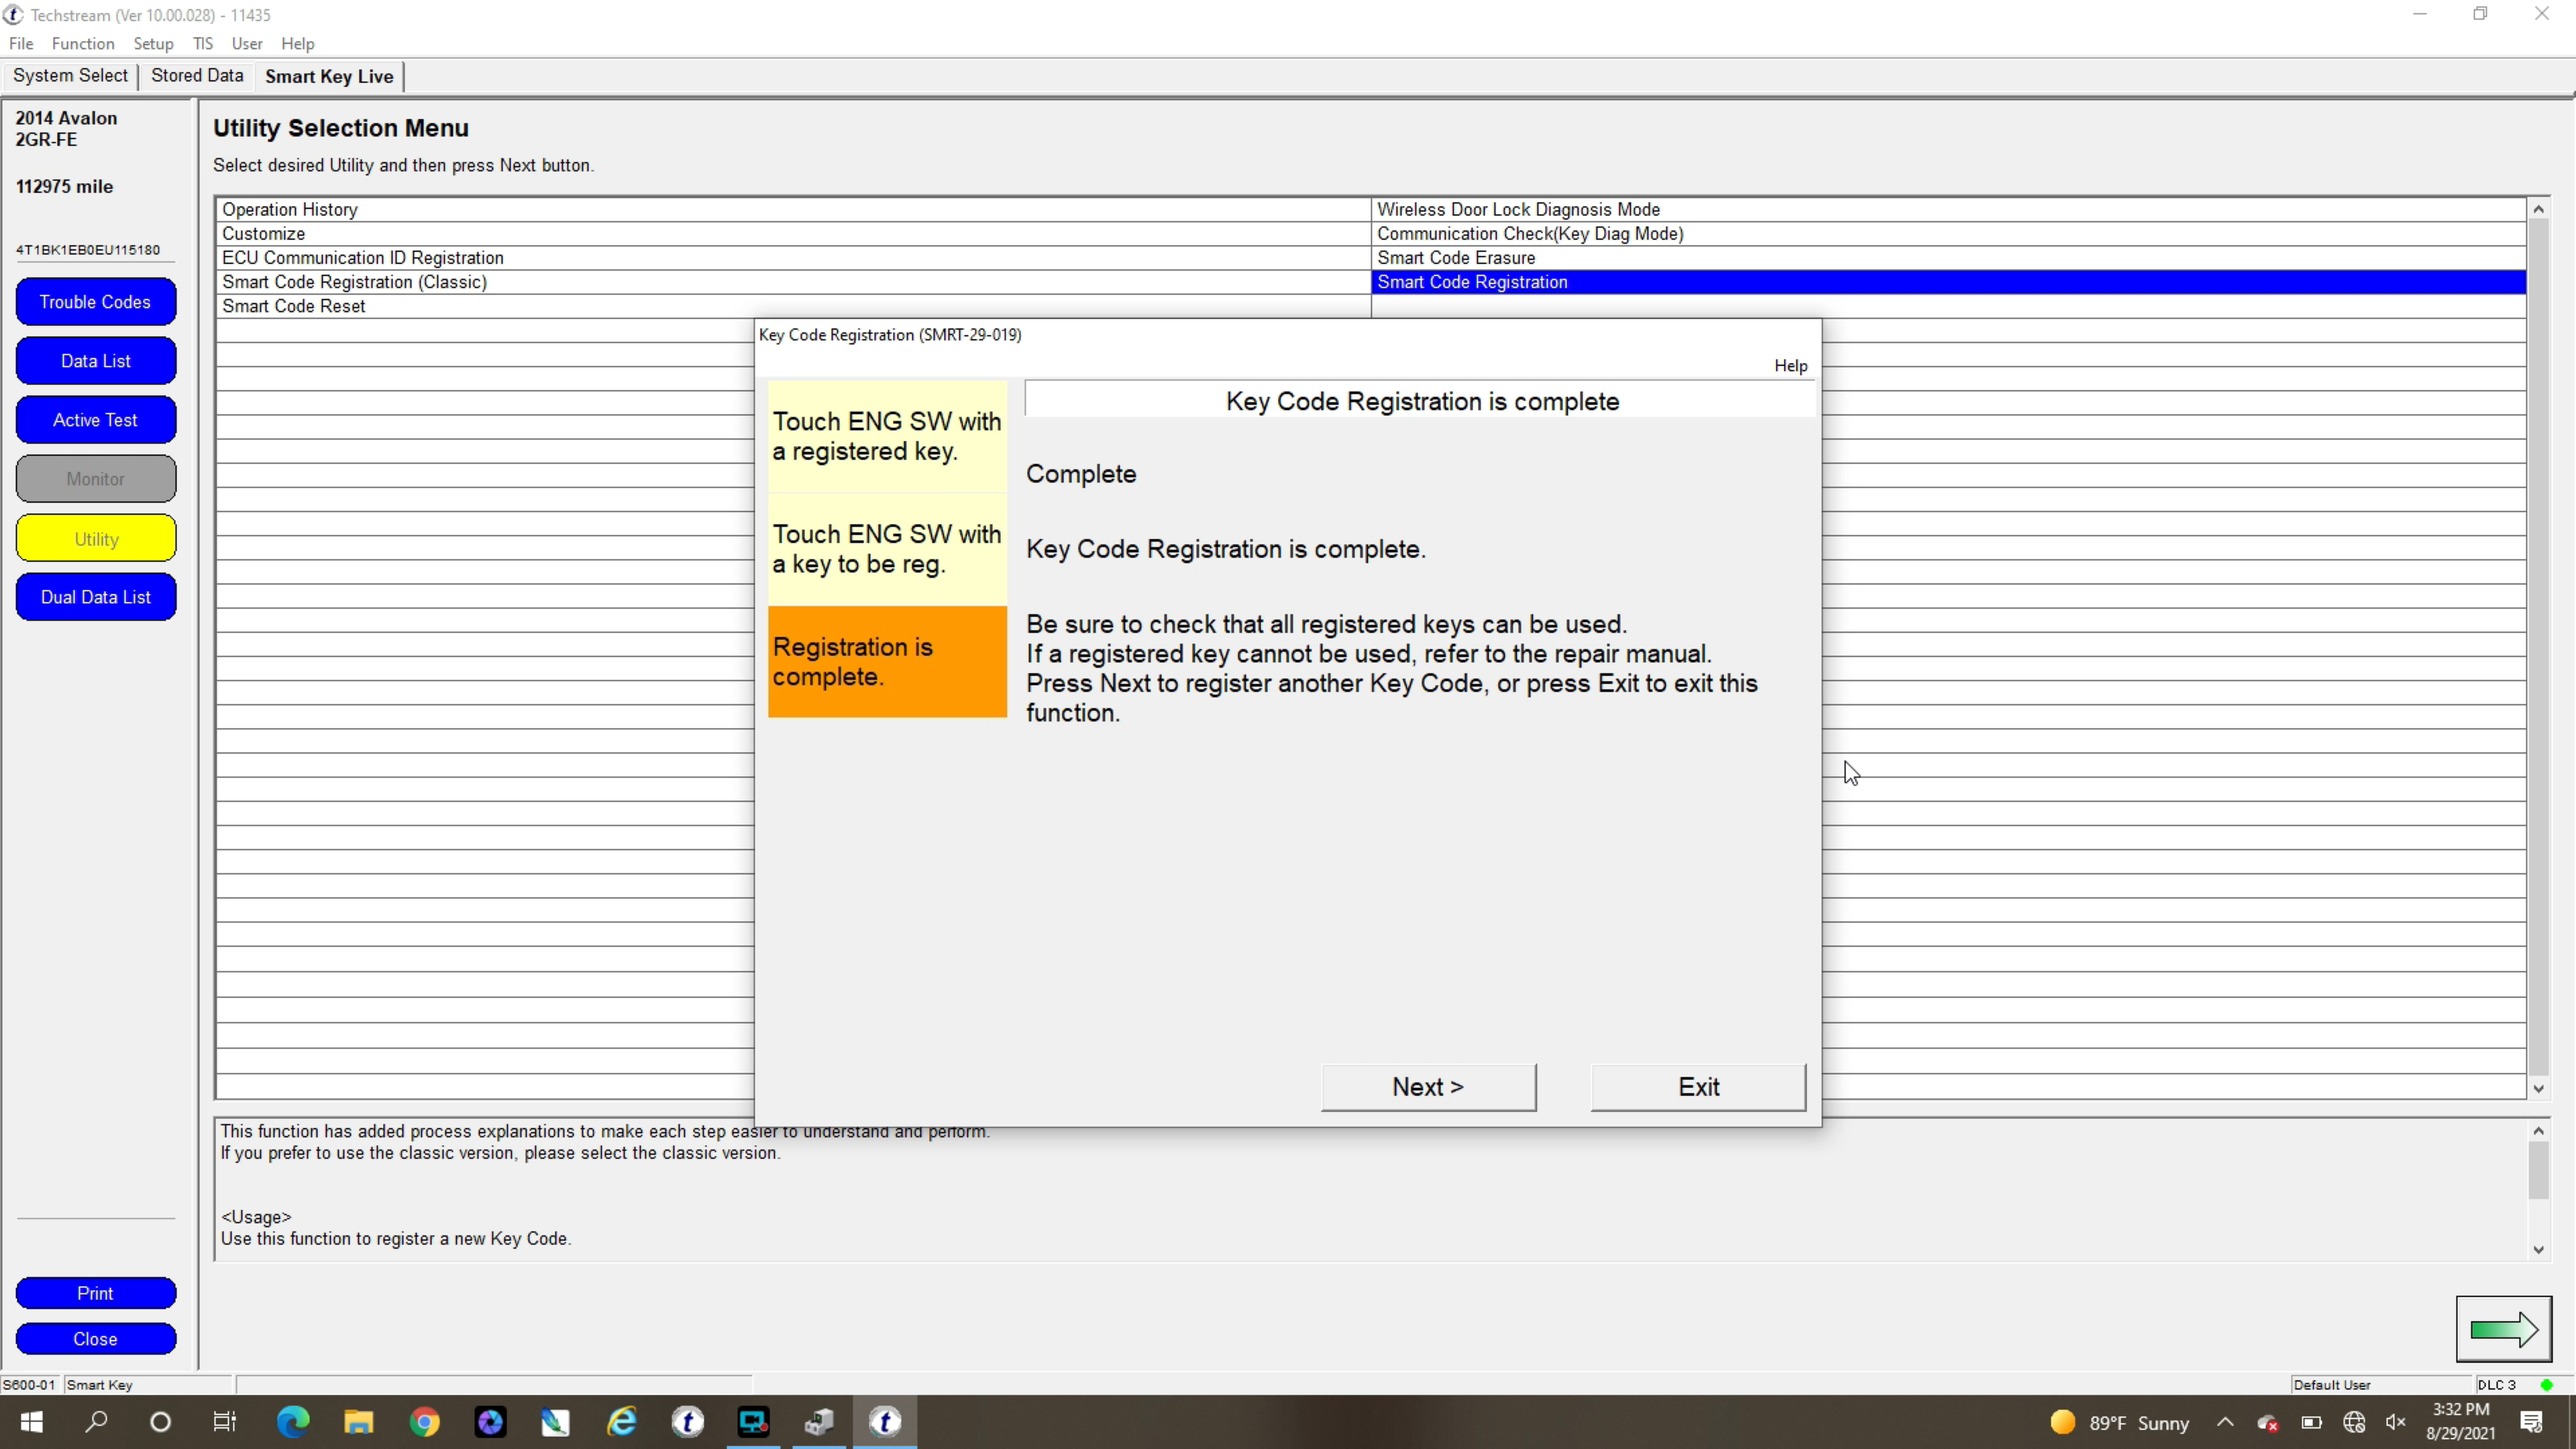 Techstream (Ver 10.00.028) - 11435
File Function Setup TIS User Help
System Select Stored Data Smart Key Live
2014 Avalon
2GR-FE
112975 mile
4T1BK1EB0EU115180
Trouble Codes
Data List
Active Test
Monitor
Utility
Dual Data List
Print
Close
Utility Selection Menu
Select desired Utility and then press Next button.
Operation History Wireless Door Lock Diagnosis Mode
Customize Communication Check(Key Diag Mode)
ECU Communication ID Registration Smart Code Erasure
Smart Code Registration (Classic) Smart Code Registration
Smart Code Reset
Key Code Registration (SMRT-29-019)
Help
Touch ENG SW with
a registered key.
Touch ENG SW with
a key to be reg.
Registration is
complete.
Key Code Registration is complete
Complete
Key Code Registration is complete.
Be sure to check that all registered keys can be used.
If a registered key cannot be used, refer to the repair manual.
Press Next to register another Key Code, or press Exit to exit this
function.
Next > Exit
This function has added process explanations to make each step easier to understand and perform.
If you prefer to use the classic version, please select the classic version.
<Usage>
Use this function to register a new Key Code.
S600-01 Smart Key Default User DLC 3
89°F Sunny
3:32 PM
8/29/2021